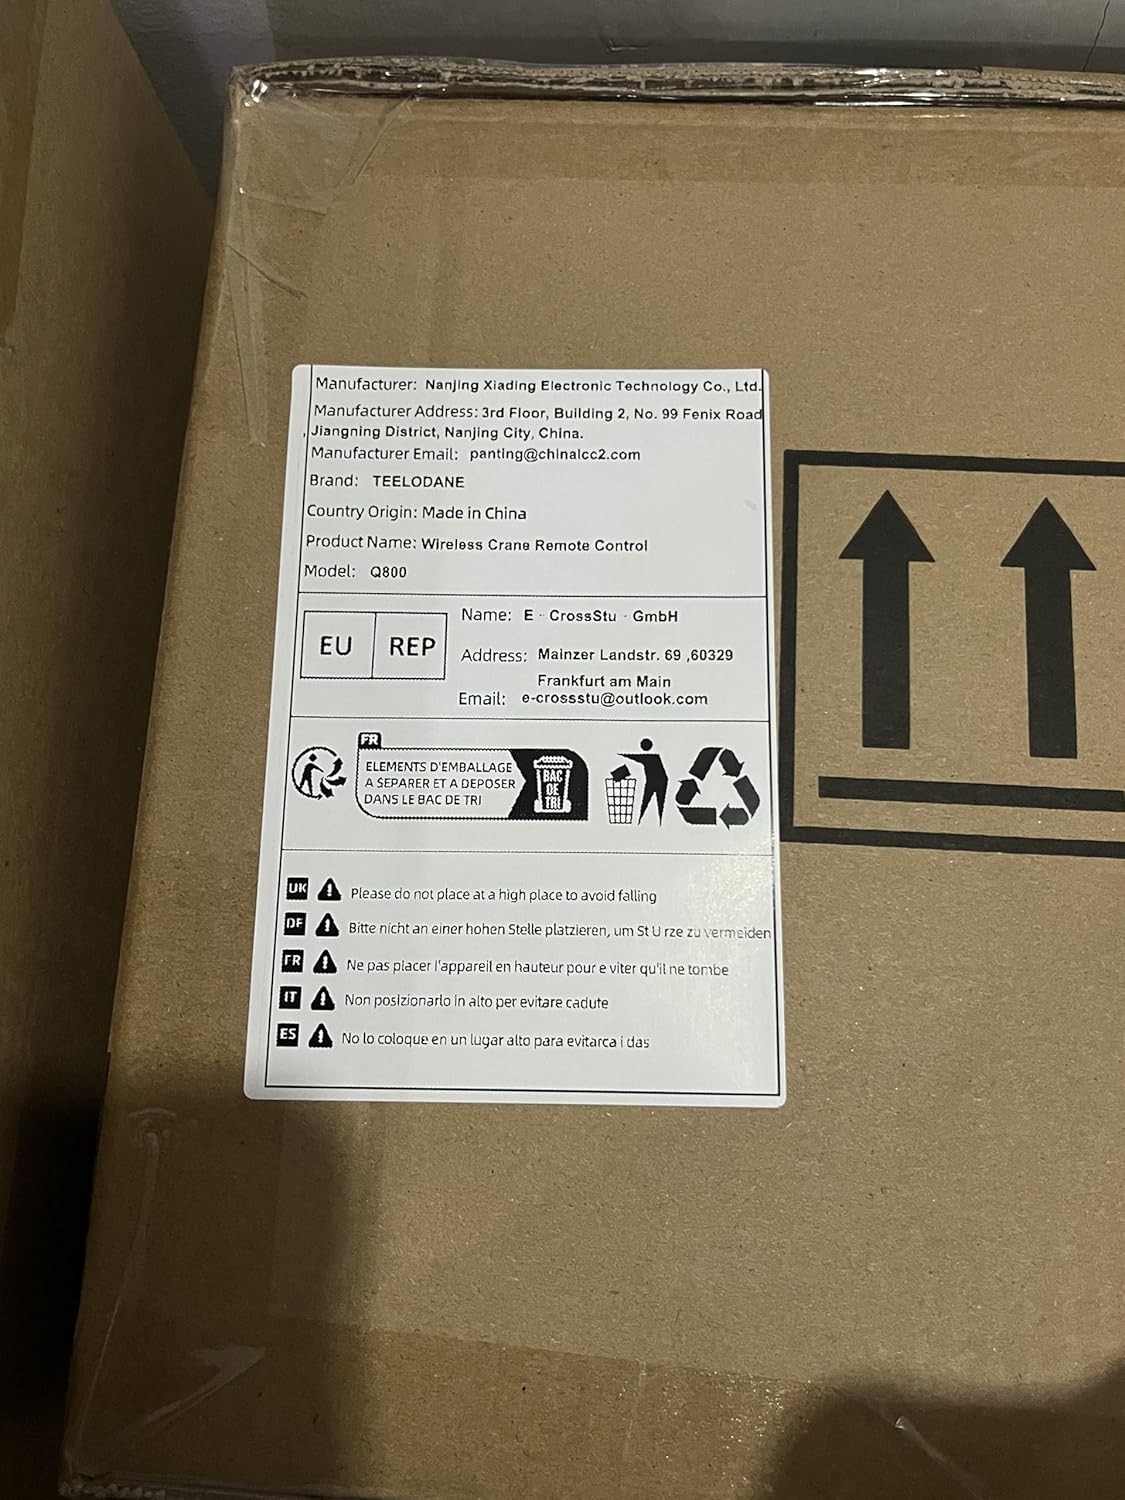 Manufacturer: Nanjing Xiading Electronic Technology Co., Ltd.
Manufacturer Address: 3rd Floor, Building 2, No. 99 Fenix Road
, Jiangning District, Nanjing City, China.
Manufacturer Email: panting@chinalcc2.com
Brand: TEELODANE
Country Origin: Made in China
Product Name: Wireless Crane Remote Control
Model: Q800
EU REP
Name: E - CrossStu - GmbH
Address: Mainzer Landstr. 69 ,60329
Frankfurt am Main
Email: e-crossstu@outlook.com
FR
ELEMENTS D'EMBALLAGE
A SEPARER ET A DEPOSER
DANS LE BAC DE TRI
BAC
DE
TRI
UK Please do not place at a high place to avoid falling
DE Bitte nicht an einer hohen Stelle platzieren, um St U rze zu vermeiden
FR Ne pas placer l'appareil en hauteur pour e viter qu'il ne tombe
IT Non posizionarlo in alto per evitare cadute
ES No lo coloque en un lugar alto para evitarca i das